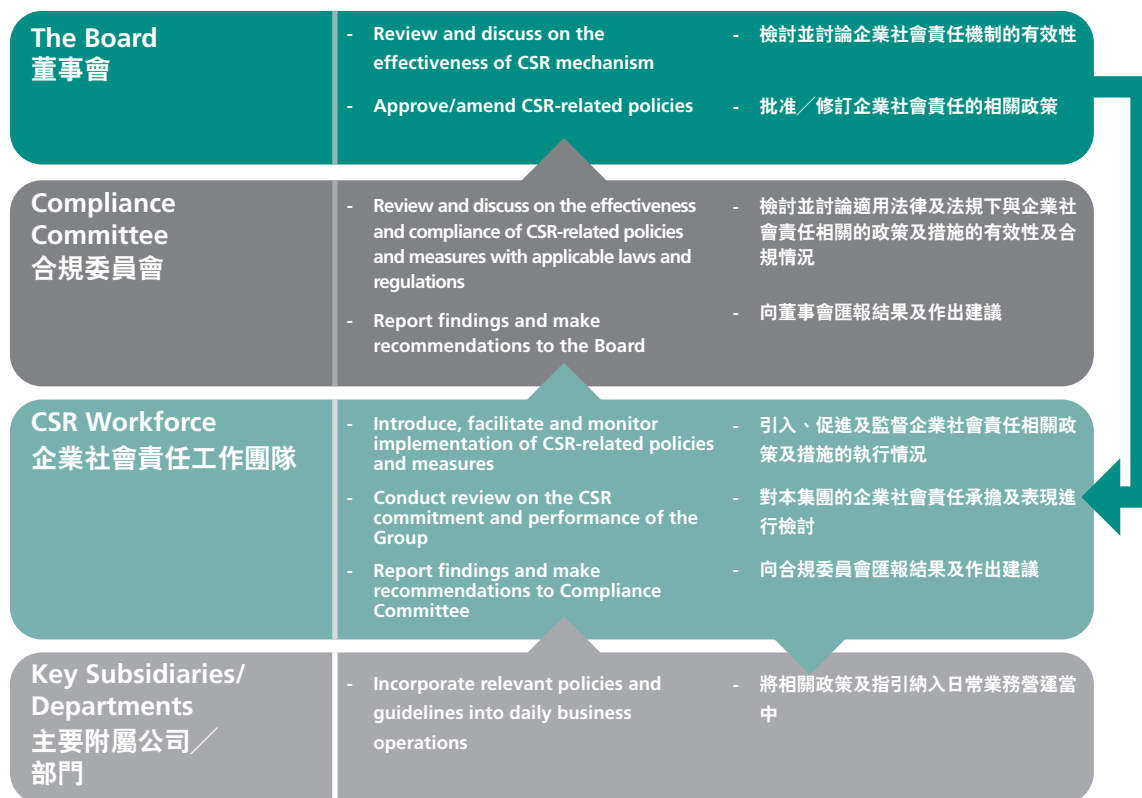 The Board
董事會
- Review and discuss on the
effectiveness of CSR mechanism
- Approve/amend CSR-related policies
- 檢討並討論企業社會責任機制的有效性
- 批准╱修訂企業社會責任的相關政策
Compliance
Committee
合規委員會
- Review and discuss on the effectiveness
and compliance of CSR-related policies
and measures with applicable laws and
regulations
- Report findings and make
recommendations to the Board
- 檢討並討論適用法律及法規下與企業社
會責任相關的政策及措施的有效性及合
規情況
- 向董事會匯報結果及作出建議
CSR Workforce
企業社會責任工作團隊
- Introduce, facilitate and monitor
implementation of CSR-related policies
and measures
- Conduct review on the CSR
commitment and performance of the
Group
- Report findings and make
recommendations to Compliance
Committee
- 引入、促進及監督企業社會責任相關政
策及措施的執行情況
- 對本集團的企業社會責任承擔及表現進
行檢討
- 向合規委員會匯報結果及作出建議
Key Subsidiaries/
Departments
主要附屬公司╱
部門
- Incorporate relevant policies and
guidelines into daily business
operations
- 將相關政策及指引納入日常業務營運當
中